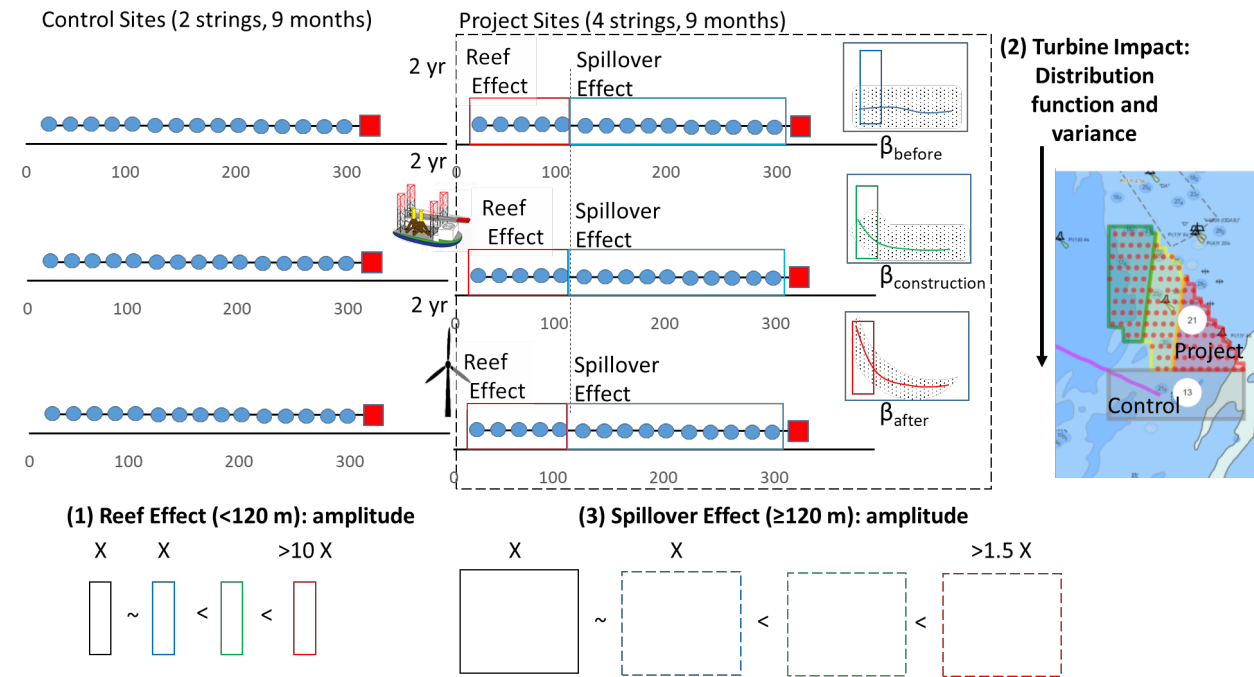 Control Sites (2 strings, 9 months)
Project Sites (4 strings, 9 months)
2 yr
Reef
Effect
Spillover
Effect
β before
0
100
200
300
0
100
200
300
2 yr
Reef
Effect
Spillover
Effect
β construction
0
100
200
300
0
100
200
300
2 yr
Reef
Effect
Spillover
Effect
β after
0
100
200
300
0
100
200
300
(2) Turbine Impact:
Distribution
function and
variance
21
Project
13
Control
(1) Reef Effect (<120 m): amplitude
X X >10 X
~ < <
(3) Spillover Effect (≥120 m): amplitude
X X >1.5 X
~ < <